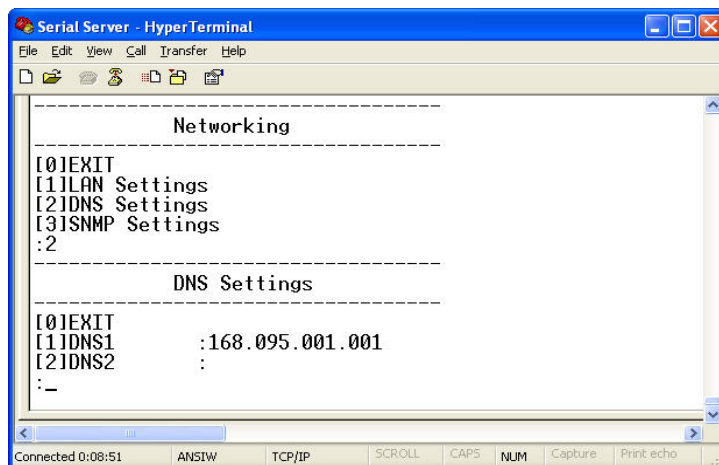 Serial Server - HyperTerminal
File Edit View Call Transfer Help
----------------------------------------
Networking
----------------------------------------
[0]EXIT
[1]LAN Settings
[2]DNS Settings
[3]SNMP Settings
:2
----------------------------------------
DNS Settings
----------------------------------------
[0]EXIT
[1]DNS1 :168.095.001.001
[2]DNS2 :
:_
Connected 0:08:51 ANSIW TCP/IP SCROLL CAPS NUM Capture Print echo